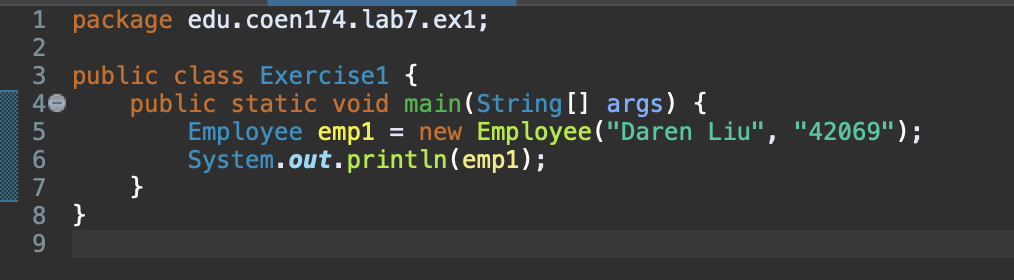 1 package edu.coen174.lab7.ex1;
2
3 public class Exercise1 {
4 public static void main(String[] args) {
5 Employee emp1 = new Employee("Daren Liu", "42069");
6 System.out.println(emp1);
7 }
8 }
9